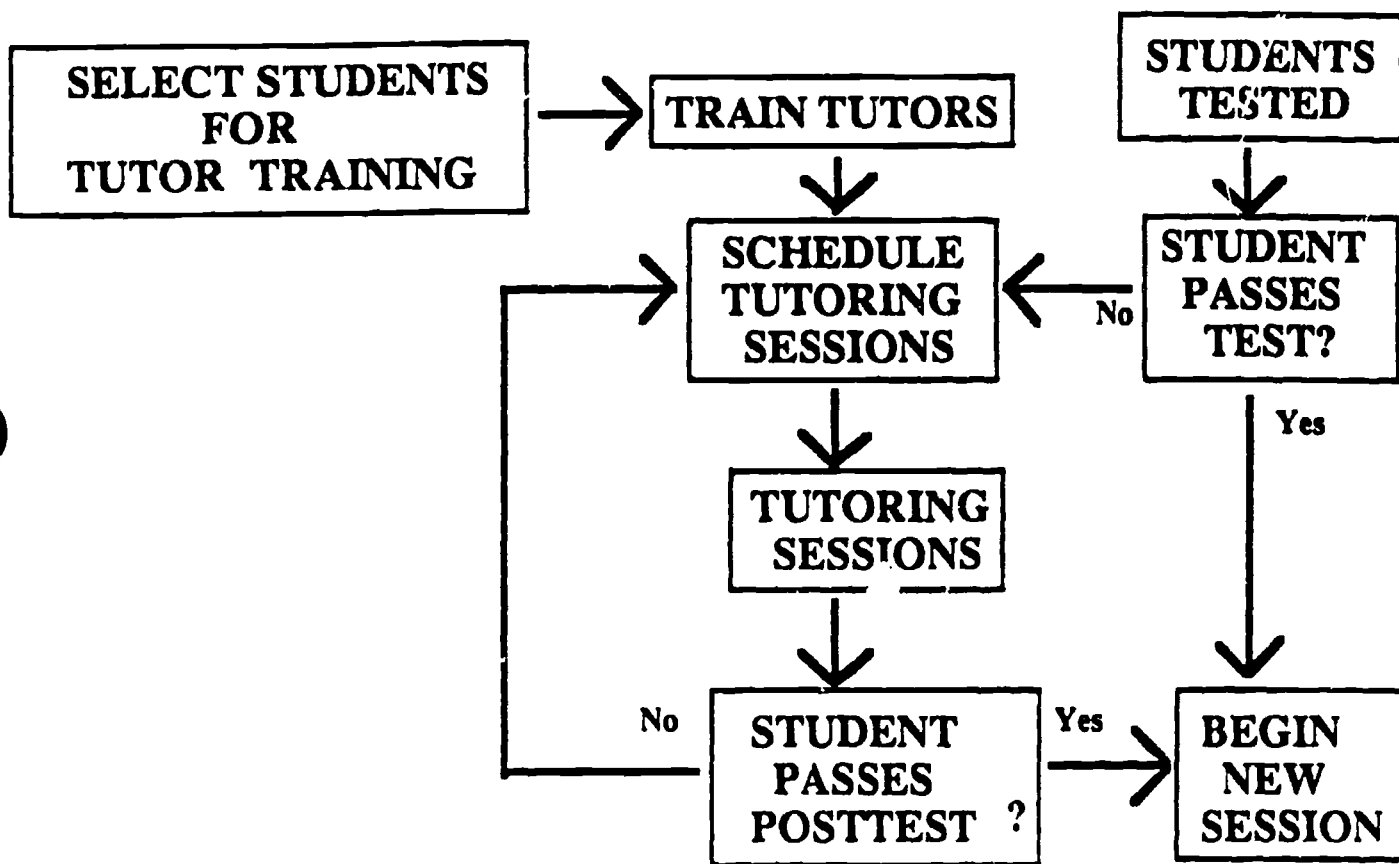 SELECT STUDENTS
FOR
TUTOR TRAINING
TRAIN TUTORS
STUDENTS
TESTED
SCHEDULE
TUTORING
SESSIONS
No
STUDENT
PASSES
TEST?
Yes
TUTORING
SESSIONS
No
STUDENT
PASSES
POSTTEST ?
Yes
BEGIN
NEW
SESSION